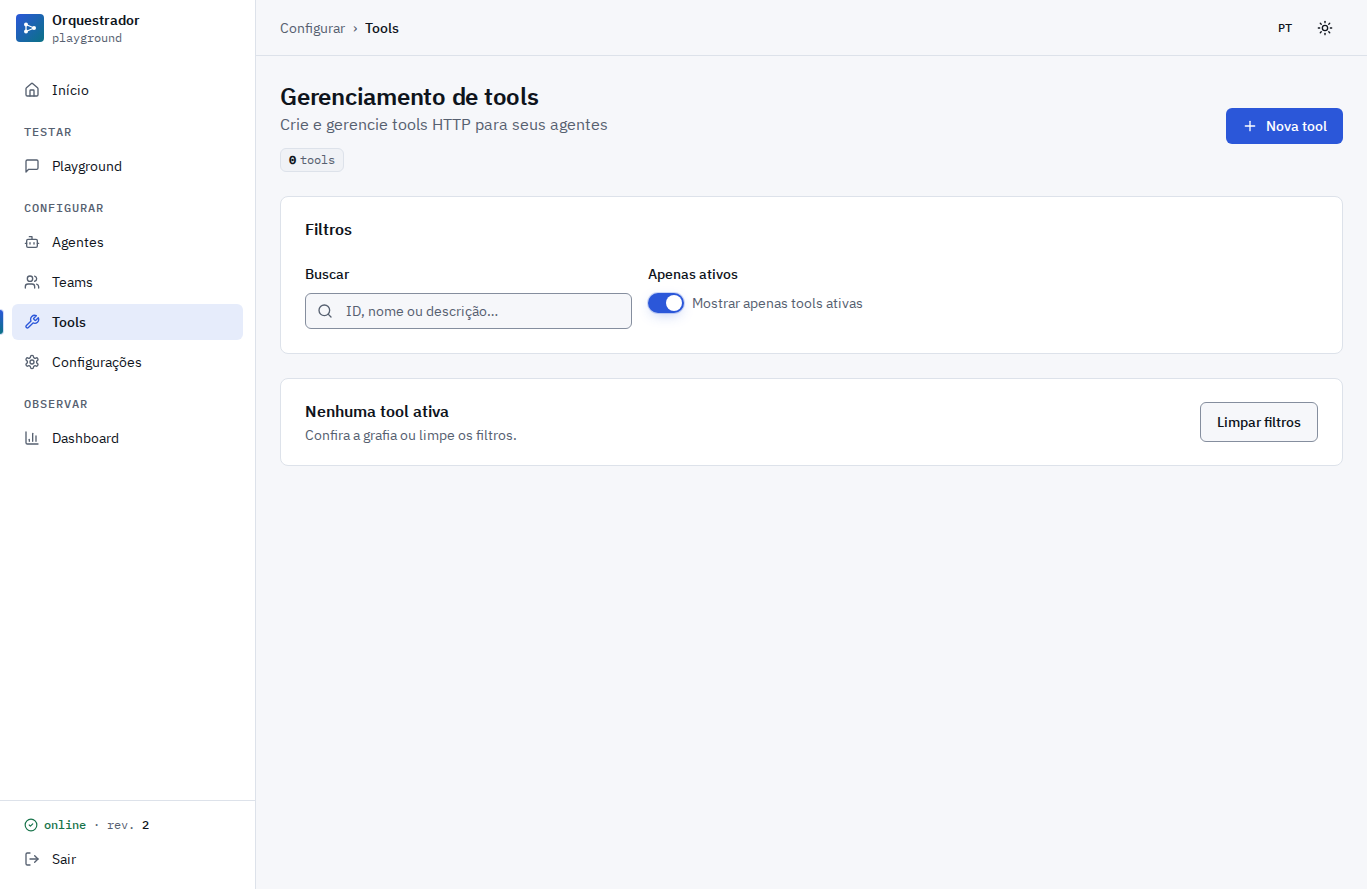 Orquestrador
playground
Início
TESTAR
Playground
CONFIGURAR
Agentes
Teams
Tools
Configurações
OBSERVAR
Dashboard
online · rev. 2
Sair
Configurar › Tools
PT
Gerenciamento de tools
Crie e gerencie tools HTTP para seus agentes
0 tools
Nova tool
Filtros
Buscar
ID, nome ou descrição...
Apenas ativos
Mostrar apenas tools ativas
Nenhuma tool ativa
Confira a grafia ou limpe os filtros.
Limpar filtros